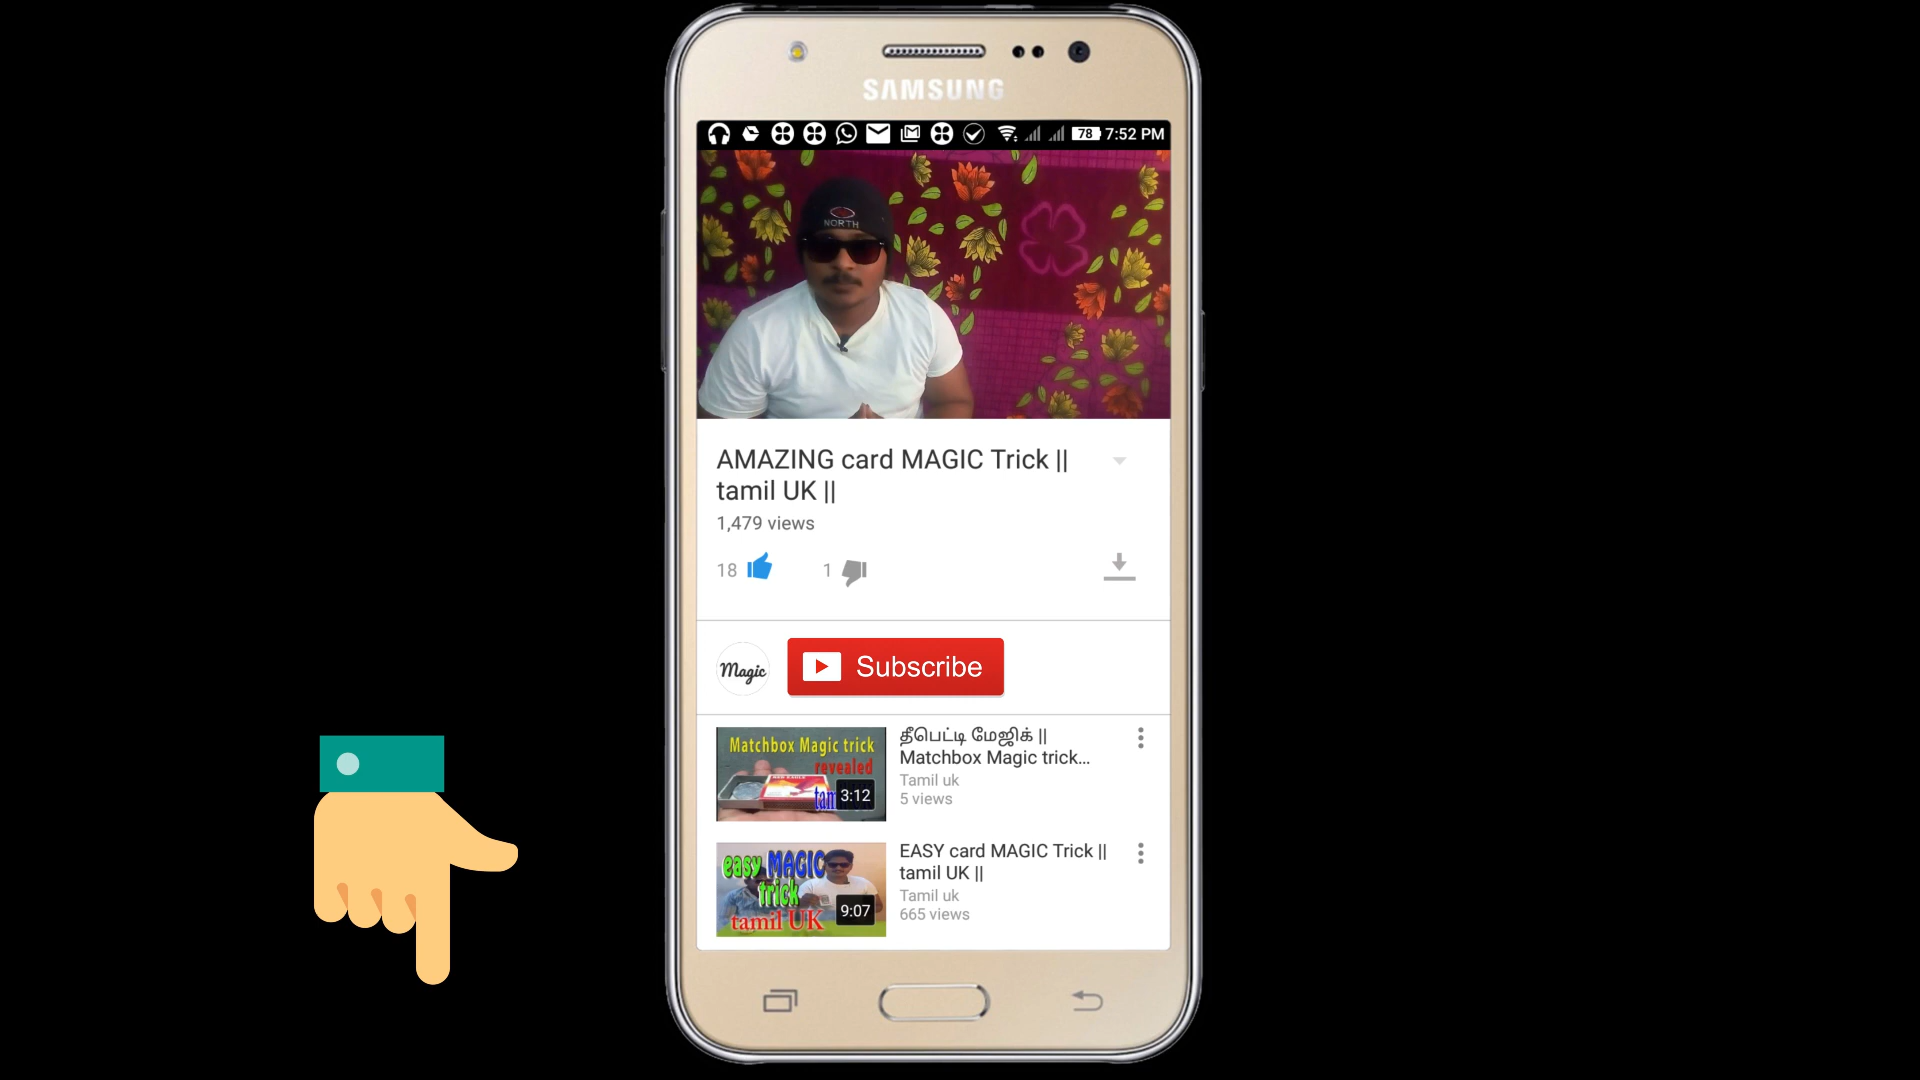 SAMSUNG
78 7:52 PM
NORTH
AMAZING card MAGIC Trick ||
tamil UK ||
1,479 views
18
1
Magic
Subscribe
Matchbox Magic trick
revealed
3:12
தீபெட்டி மேஜிக் ||
Matchbox Magic trick...
Tamil uk
5 views
easy MAGIC
trick
tamil UK
9:07
EASY card MAGIC Trick ||
tamil UK ||
Tamil uk
665 views